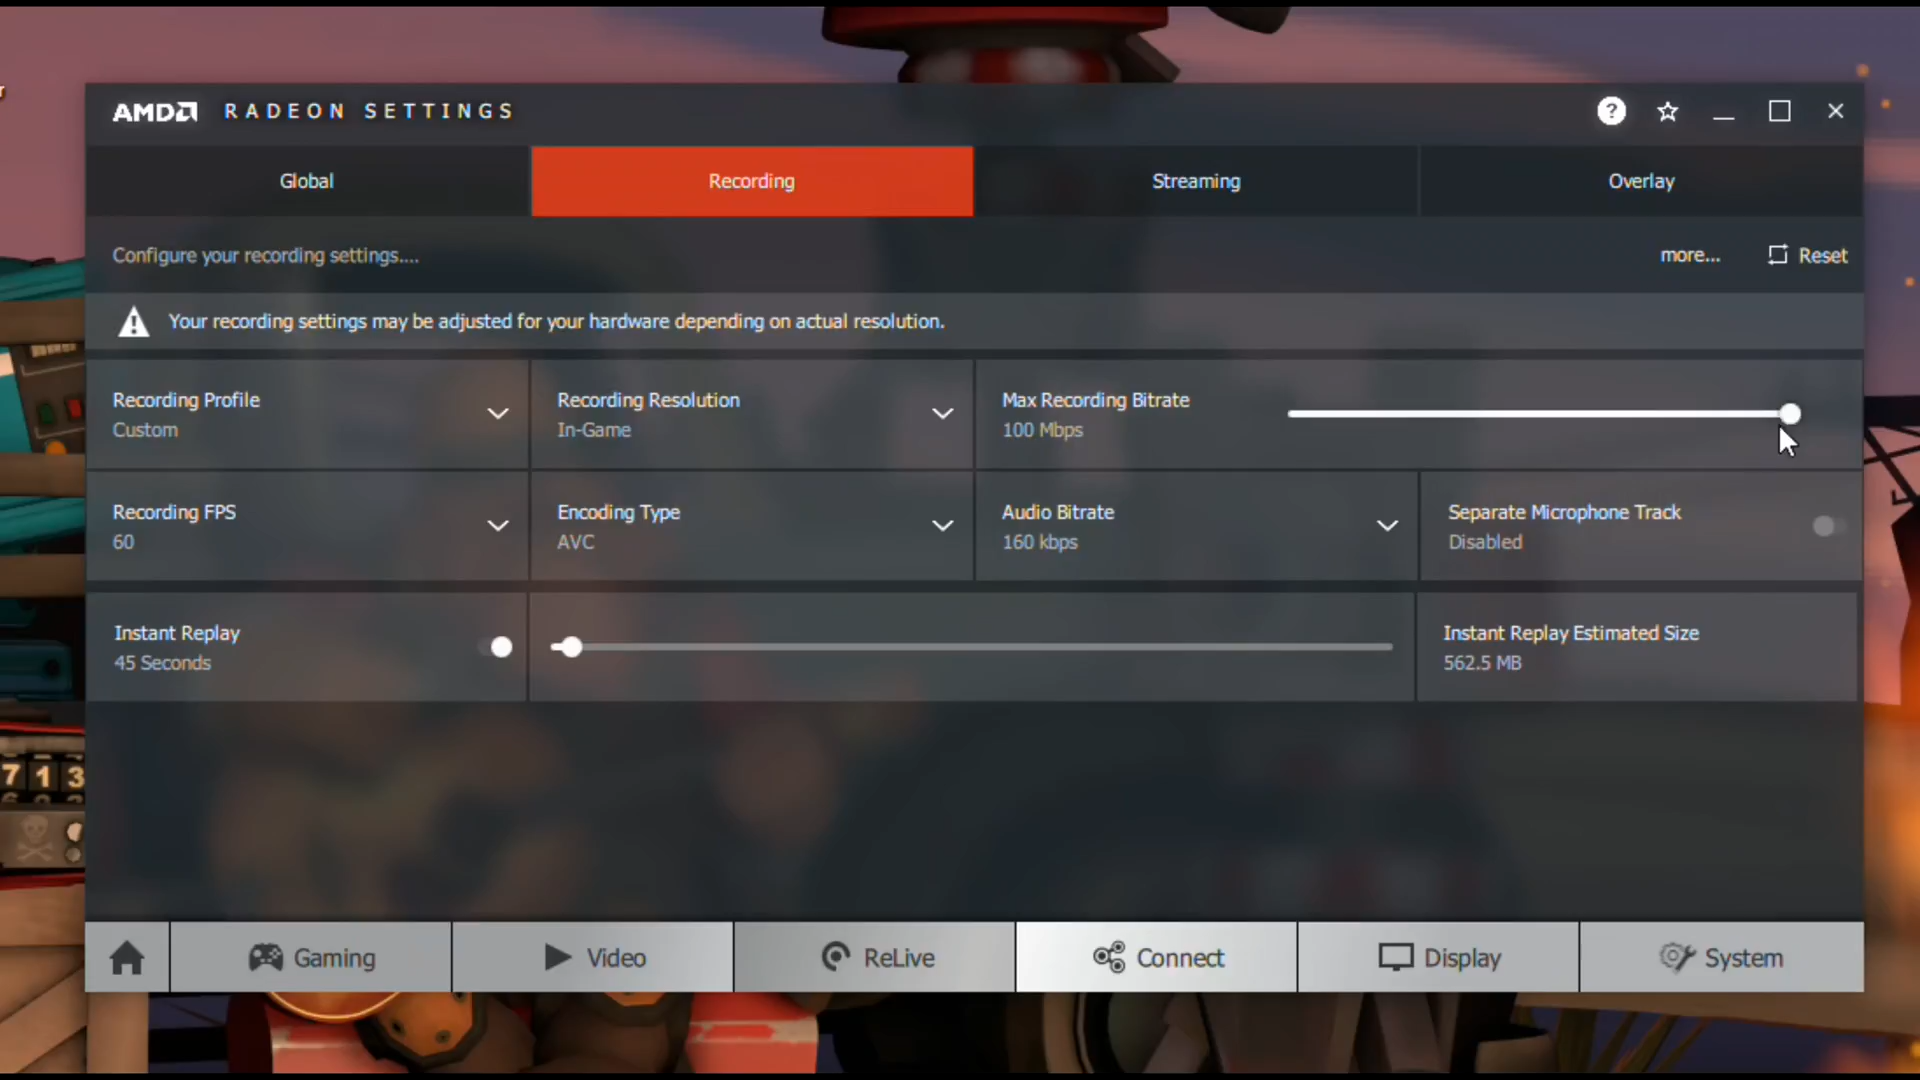 AMD RADEON SETTINGS
Global
Recording
Streaming
Overlay
Configure your recording settings....
more...
Reset
Your recording settings may be adjusted for your hardware depending on actual resolution.
Recording Profile
Custom
Recording Resolution
In-Game
Max Recording Bitrate
100 Mbps
Recording FPS
60
Encoding Type
AVC
Audio Bitrate
160 kbps
Separate Microphone Track
Disabled
Instant Replay
45 Seconds
Instant Replay Estimated Size
562.5 MB
713
Gaming
Video
ReLive
Connect
Display
System